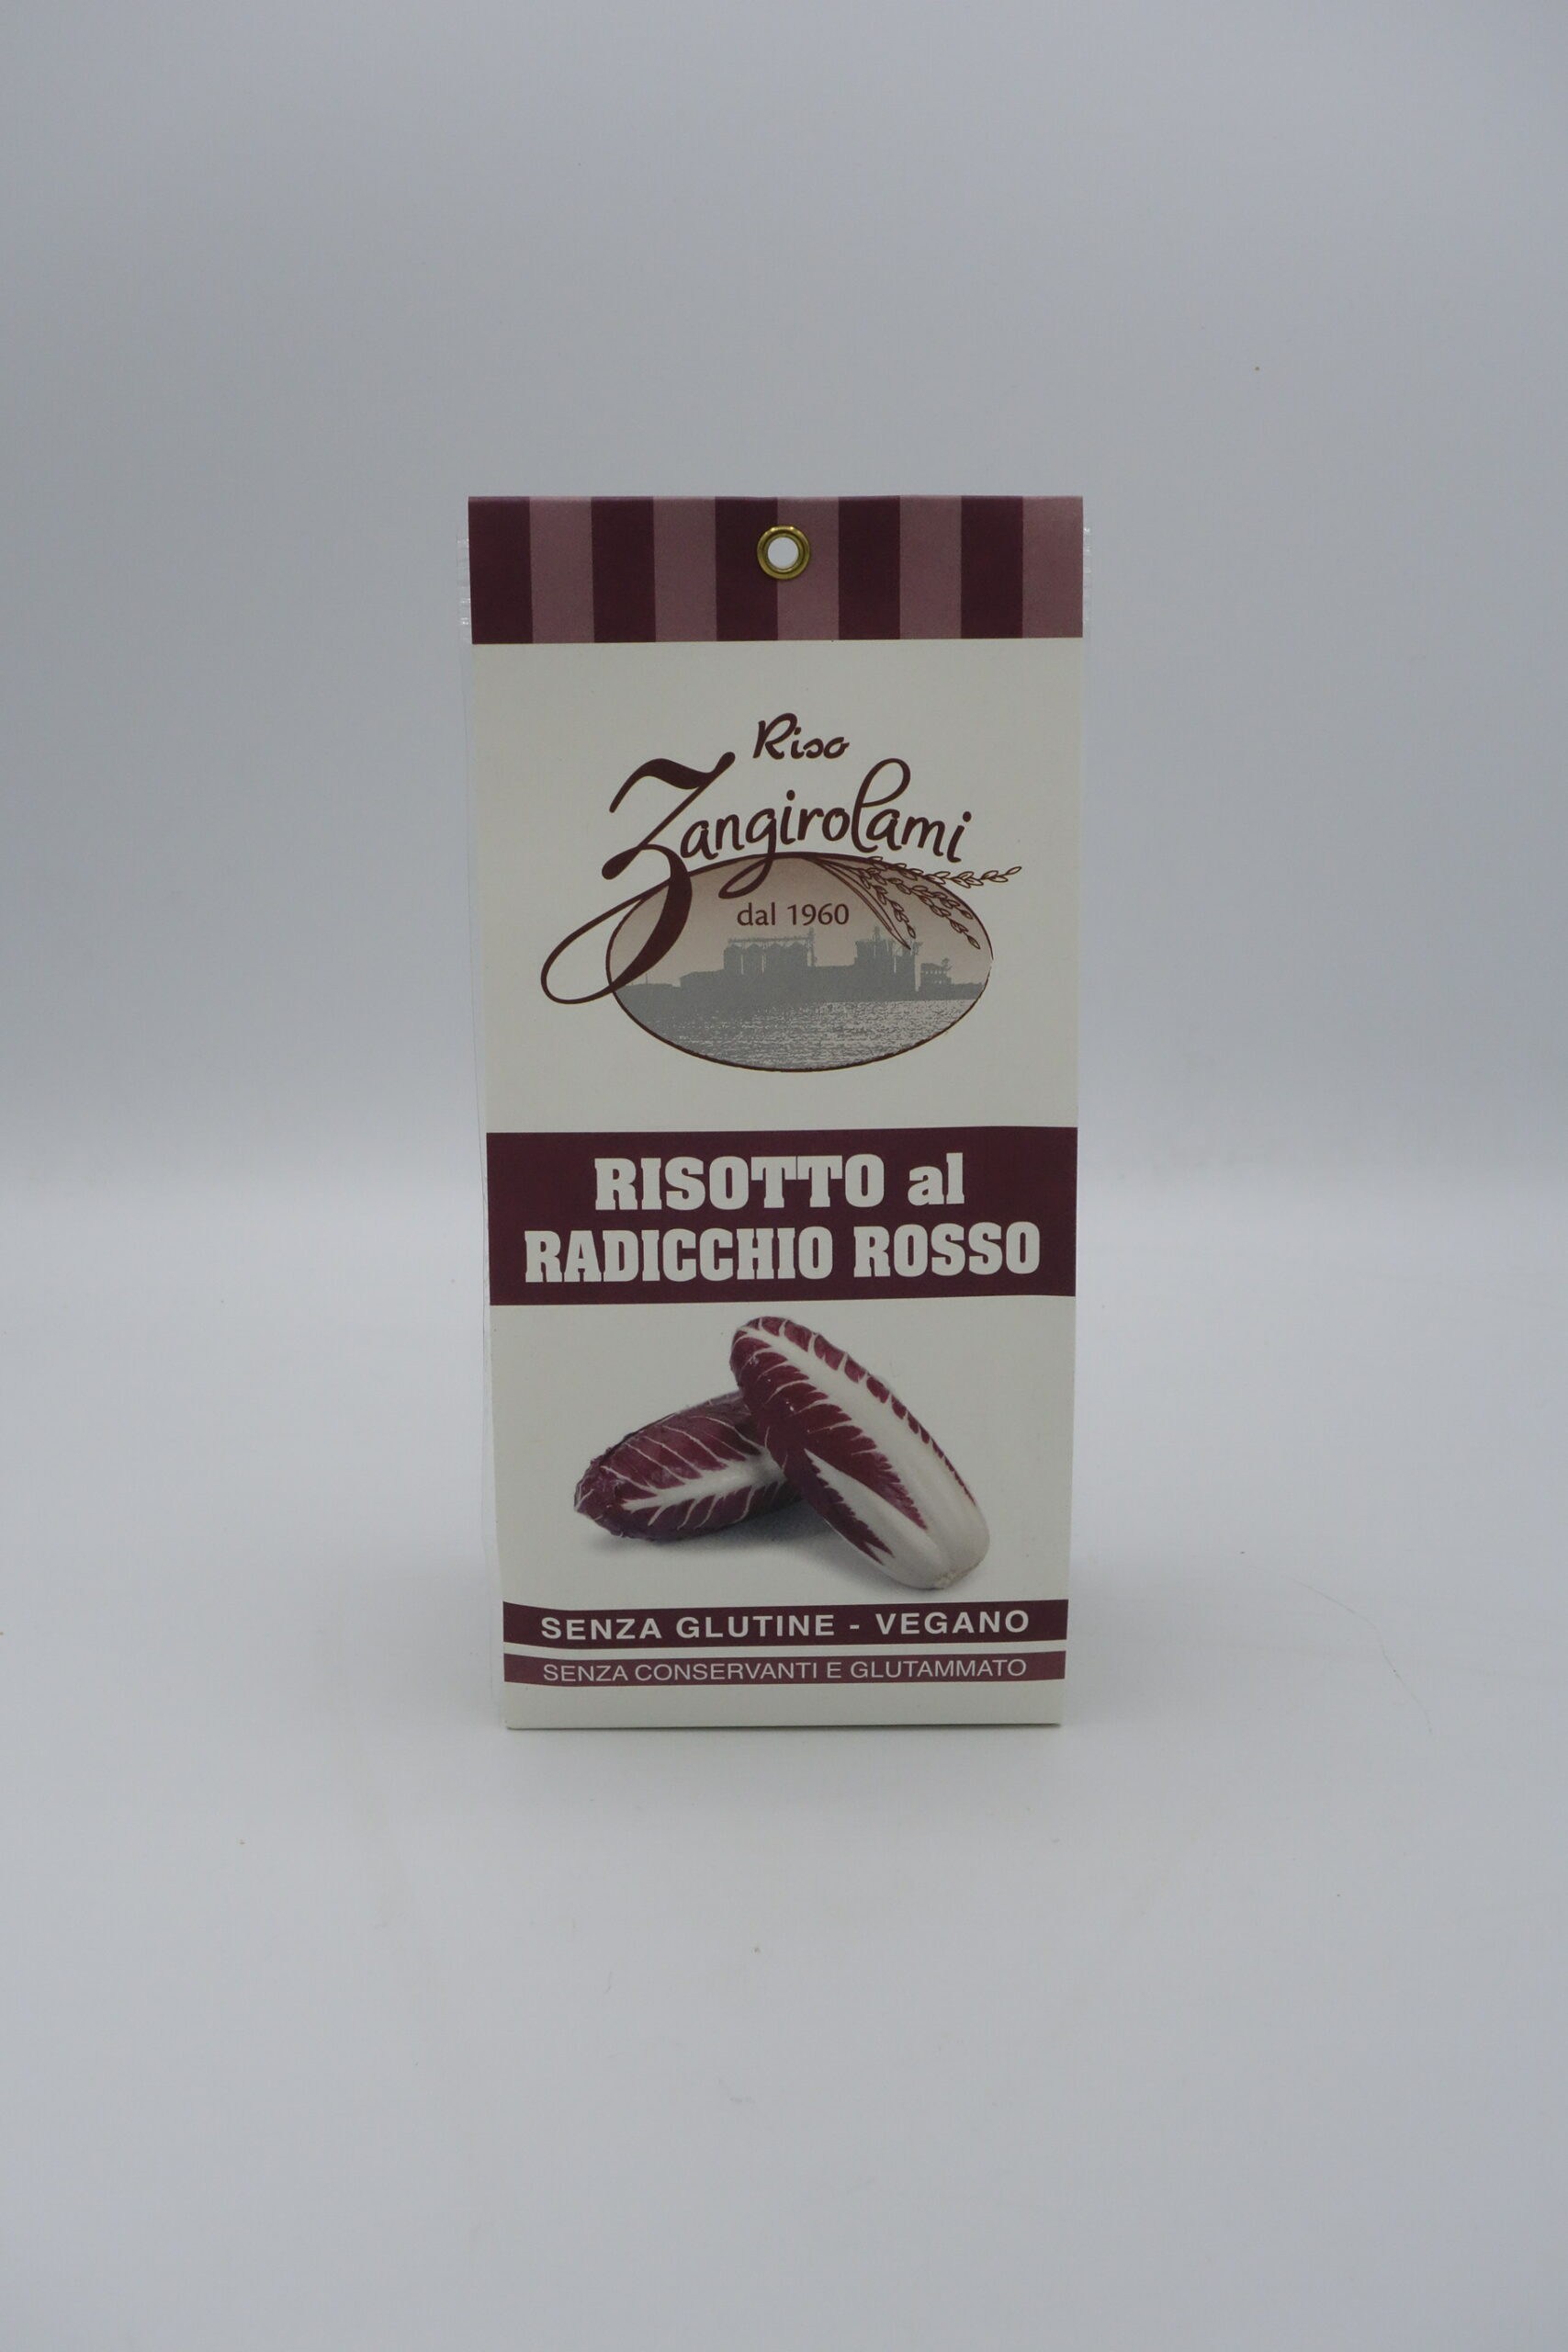 Riso
Zangirolami
dal 1960
RISOTTO al
RADICCHIO ROSSO
SENZA GLUTINE - VEGANO
SENZA CONSERVANTI E GLUTAMMATO